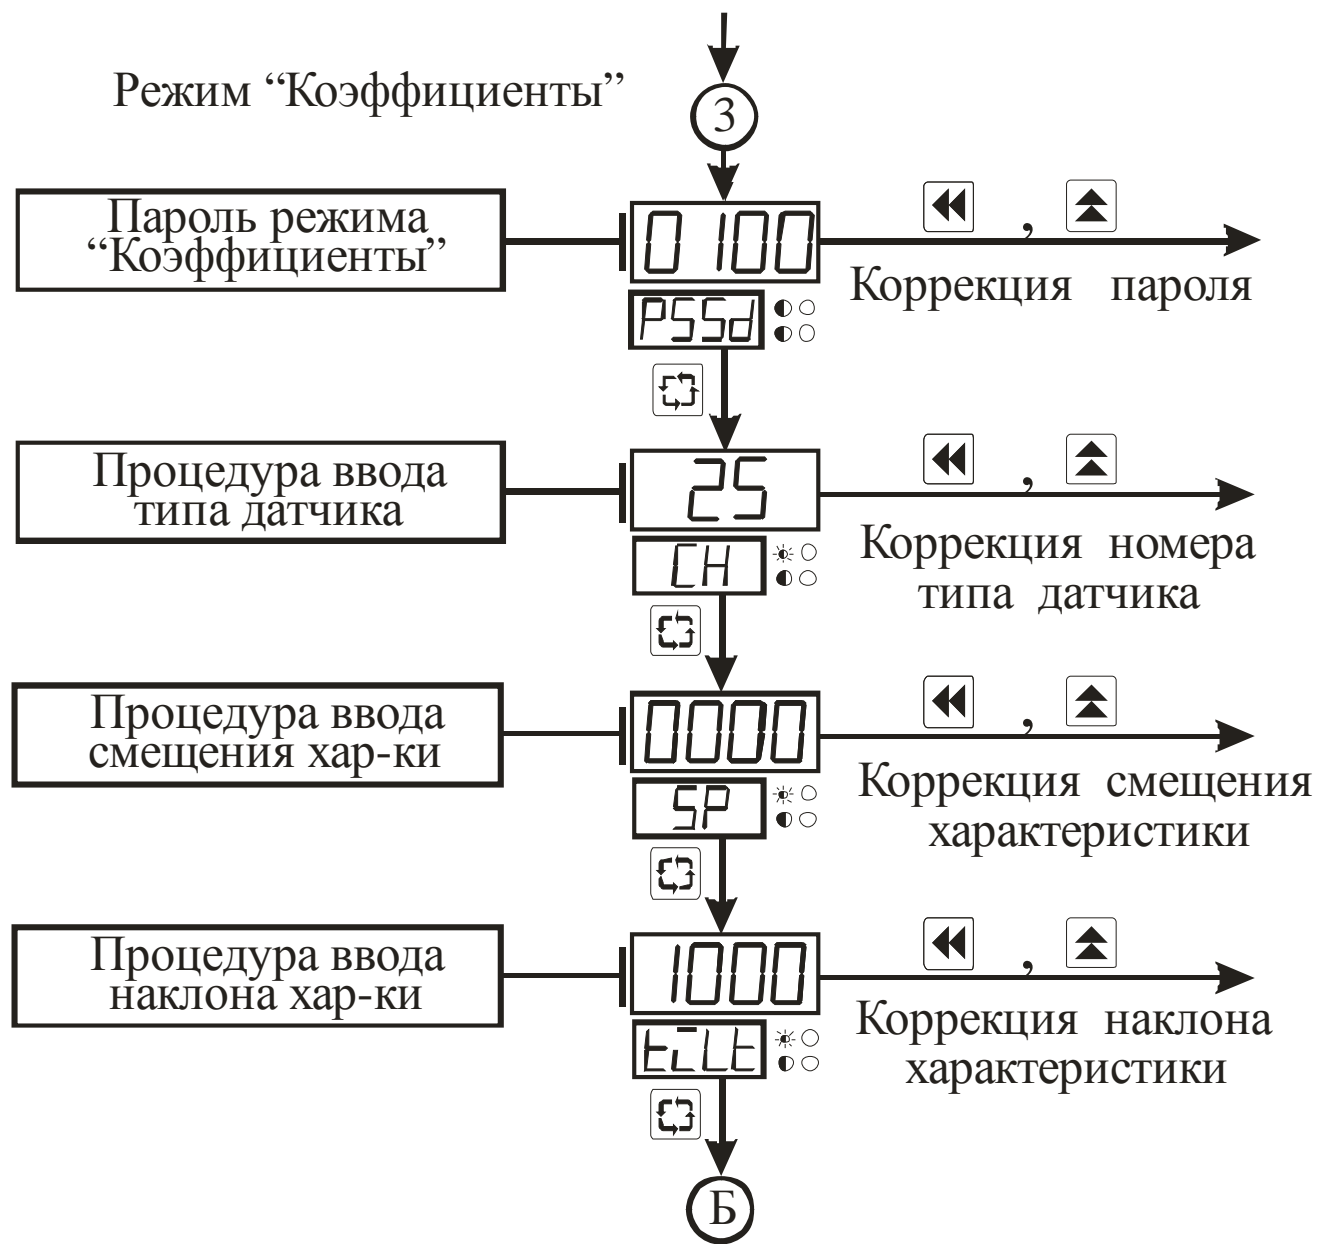 Режим “Коэффициенты”
3
Пароль режима
“Коэффициенты”
0100
,
Коррекция пароля
PSSd
Процедура ввода
типа датчика
25
,
Коррекция номера
типа датчика
CH
Процедура ввода
смещения хар-ки
0000
,
Коррекция смещения
характеристики
SP
Процедура ввода
наклона хар-ки
1000
,
Коррекция наклона
характеристики
tiLt
Б